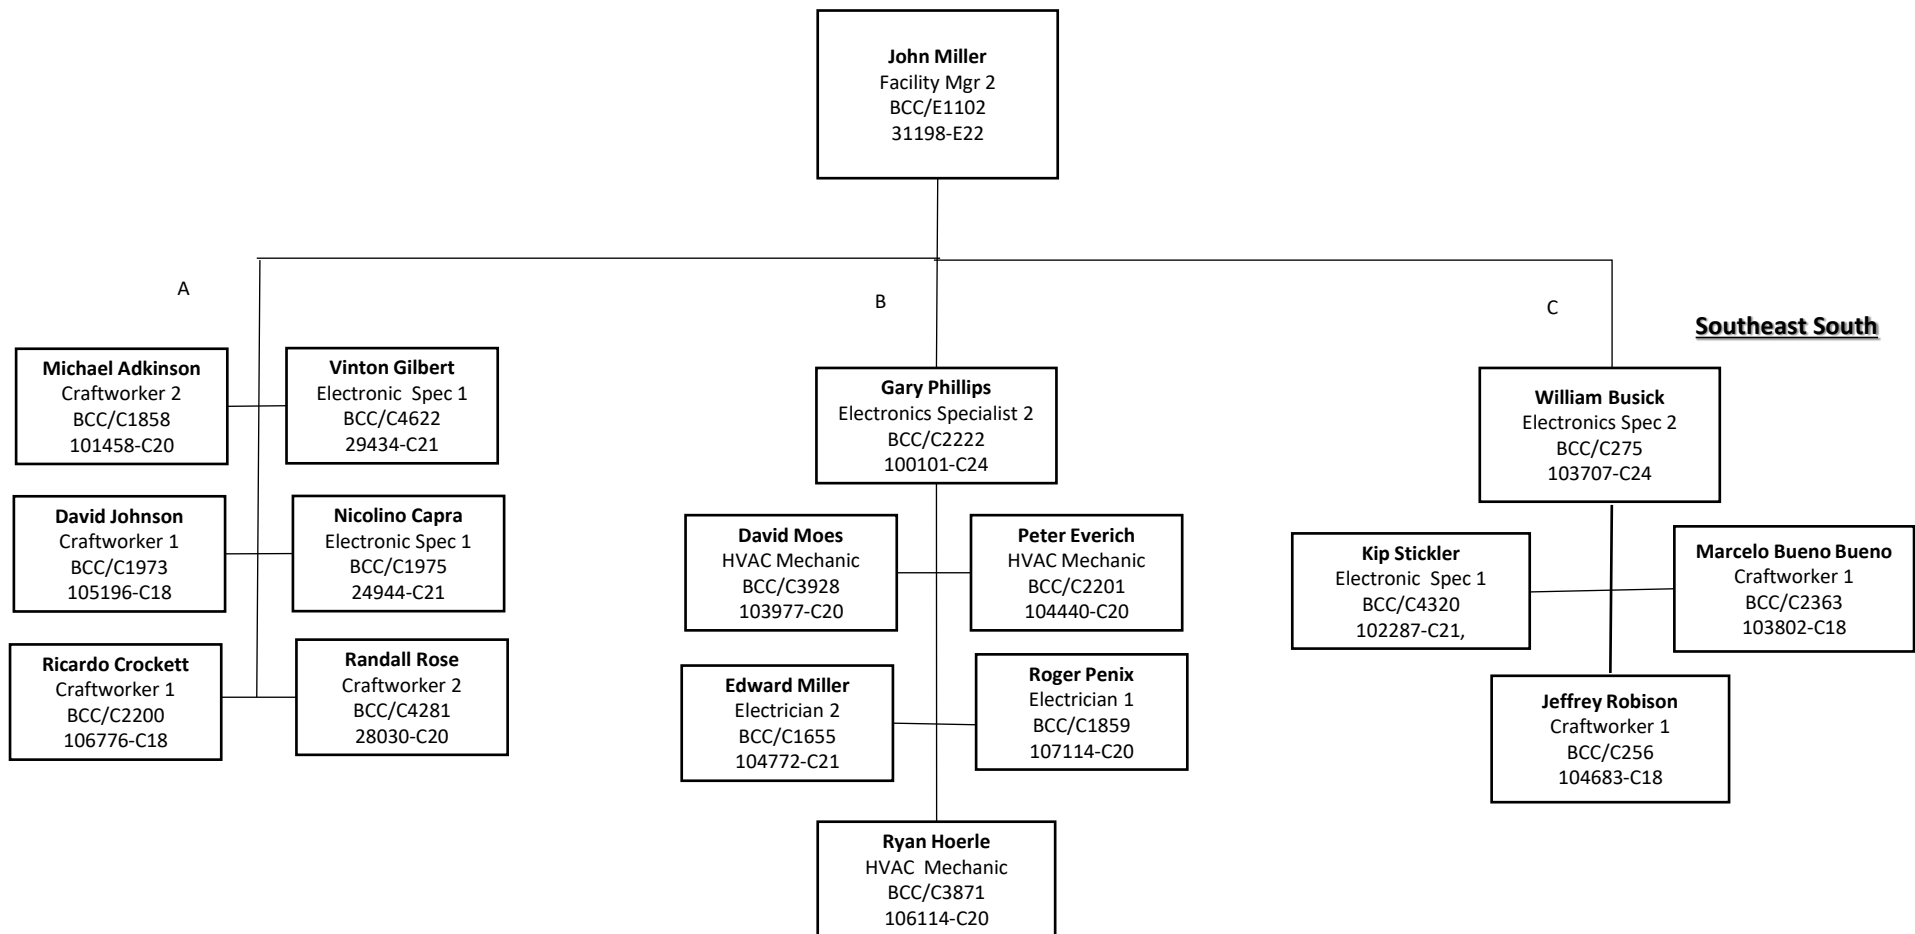 John Miller
Facility Mgr 2
BCC/E1102
31198-E22
A
B
C
Southeast South
Michael Adkinson
Craftworker 2
BCC/C1858
101458-C20
Vinton Gilbert
Electronic Spec 1
BCC/C4622
29434-C21
David Johnson
Craftworker 1
BCC/C1973
105196-C18
Nicolino Capra
Electronic Spec 1
BCC/C1975
24944-C21
Ricardo Crockett
Craftworker 1
BCC/C2200
106776-C18
Randall Rose
Craftworker 2
BCC/C4281
28030-C20
Gary Phillips
Electronics Specialist 2
BCC/C2222
100101-C24
David Moes
HVAC Mechanic
BCC/C3928
103977-C20
Peter Everich
HVAC Mechanic
BCC/C2201
104440-C20
Edward Miller
Electrician 2
BCC/C1655
104772-C21
Roger Penix
Electrician 1
BCC/C1859
107114-C20
Ryan Hoerle
HVAC Mechanic
BCC/C3871
106114-C20
William Busick
Electronics Spec 2
BCC/C275
103707-C24
Kip Stickler
Electronic Spec 1
BCC/C4320
102287-C21,
Marcelo Bueno Bueno
Craftworker 1
BCC/C2363
103802-C18
Jeffrey Robison
Craftworker 1
BCC/C256
104683-C18